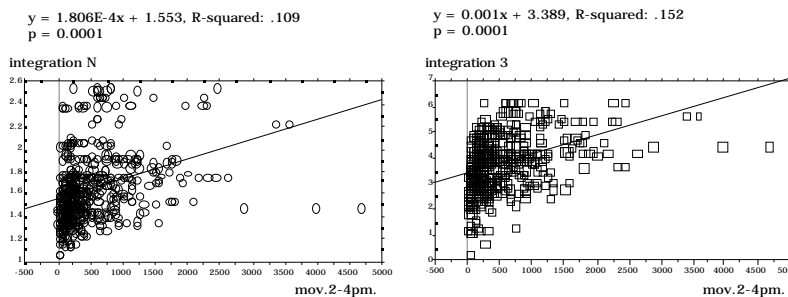 y = 1.806E-4x + 1.553, R-squared: .109
p = 0.0001
integration N
2.6
2.4
2.2
2
1.8
1.6
1.4
1.2
1
-500 0 500 1000 1500 2000 2500 3000 3500 4000 4500 5000
mov.2-4pm.
y = 0.001x + 3.389, R-squared: .152
p = 0.0001
integration 3
7
6
5
4
3
2
1
0
-500 0 500 1000 1500 2000 2500 3000 3500 4000 4500 5000
mov.2-4pm.